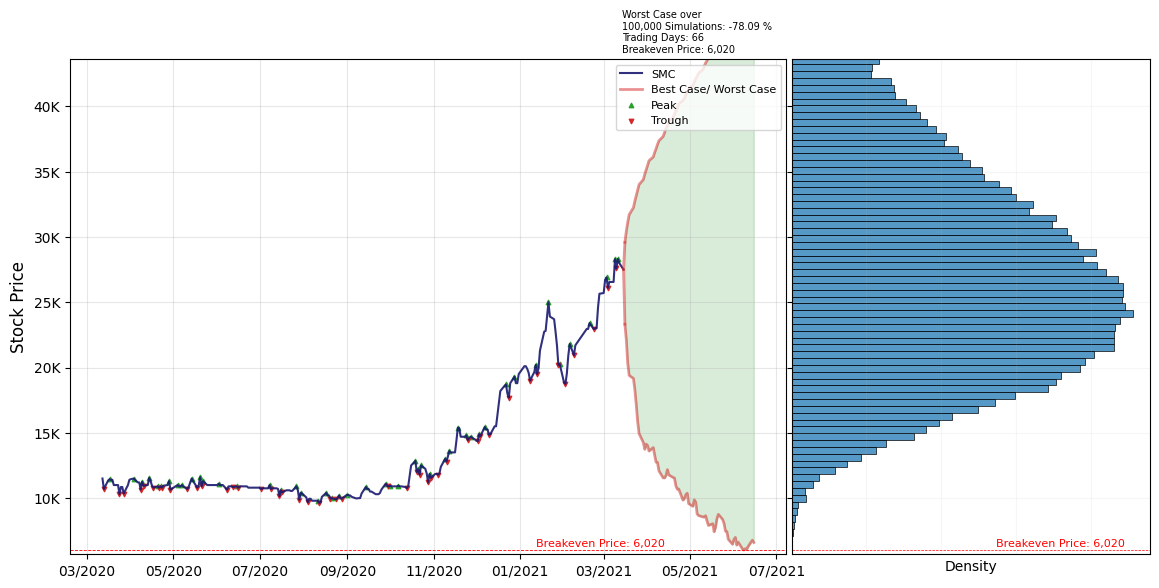 Worst Case over
100,000 Simulations: -78.09 %
Trading Days: 66
Breakeven Price: 6,020
SMC
Best Case/ Worst Case
Peak
Trough
Stock Price
40K
35K
30K
25K
20K
15K
10K
Breakeven Price: 6,020
Breakeven Price: 6,020
03/2020 05/2020 07/2020 09/2020 11/2020 01/2021 03/2021 05/2021 07/2021
Density